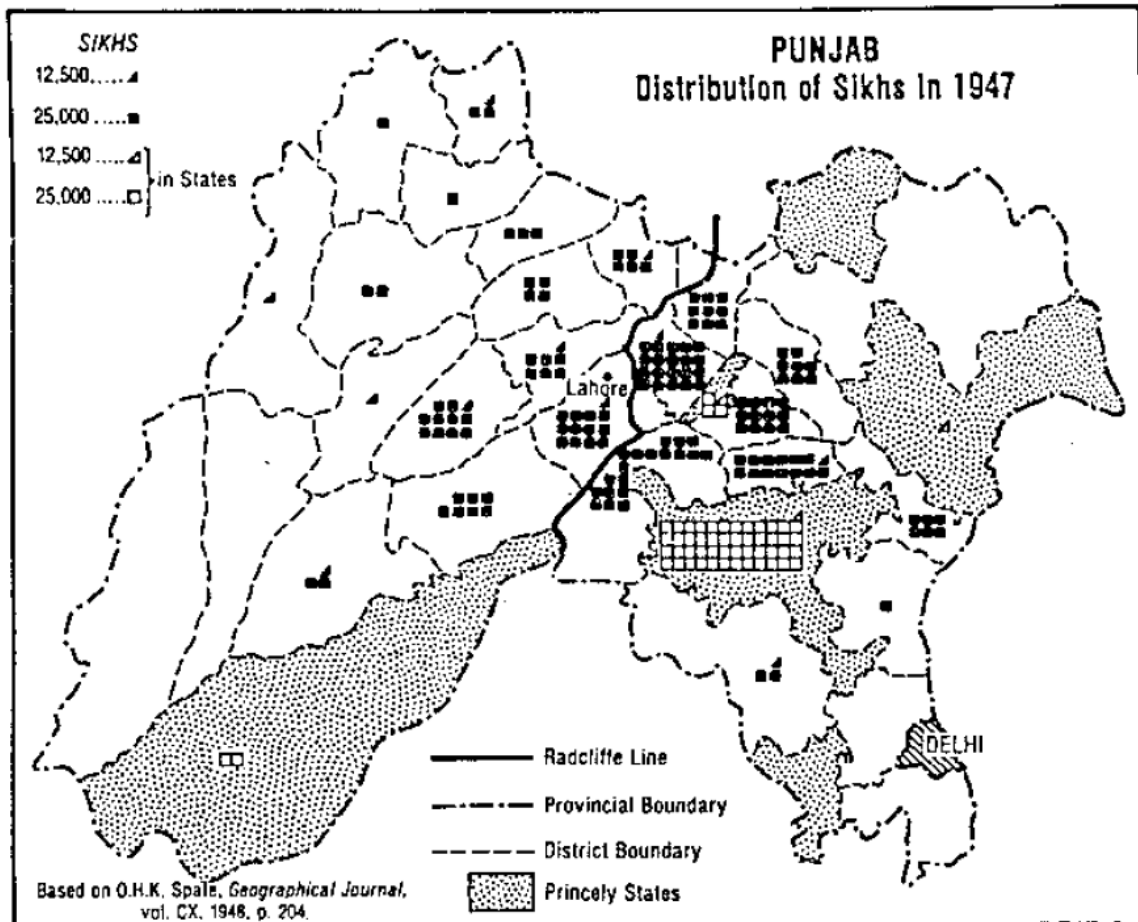 SIKHS
12,500.....
25,000.....
12,500....
25,000....
in States
PUNJAB
Distribution of Sikhs in 1947
Lahore
DELHI
Radcliffe Line
Provincial Boundary
District Boundary
Princely States
Based on O.H.K. Spate, Geographical Journal,
vol. CX, 1948, p. 204.